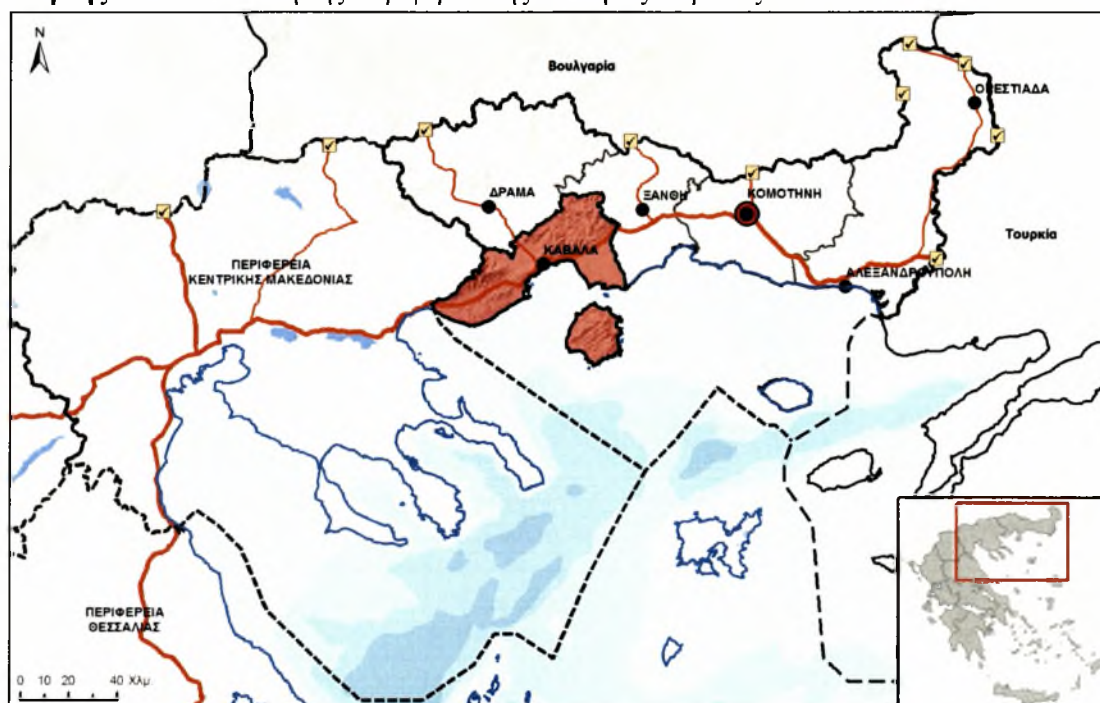 N
Βουλγαρία
ΟΡΕΣΤΙΑΔΑ
ΔΡΑΜΑ
ΞΑΝΘΗ
ΚΟΜΟΤΗΝΗ
Τουρκία
ΚΑΒΑΛΑ
ΠΕΡΙΦΕΡΕΙΑ
ΚΕΝΤΡΙΚΗΣ ΜΑΚΕΔΟΝΙΑΣ
ΑΛΕΞΑΝΔΡΟΥΠΟΛΗ
ΠΕΡΙΦΕΡΕΙΑ
ΘΕΣΣΑΛΙΑΣ
0 10 20 40 Χλμ.